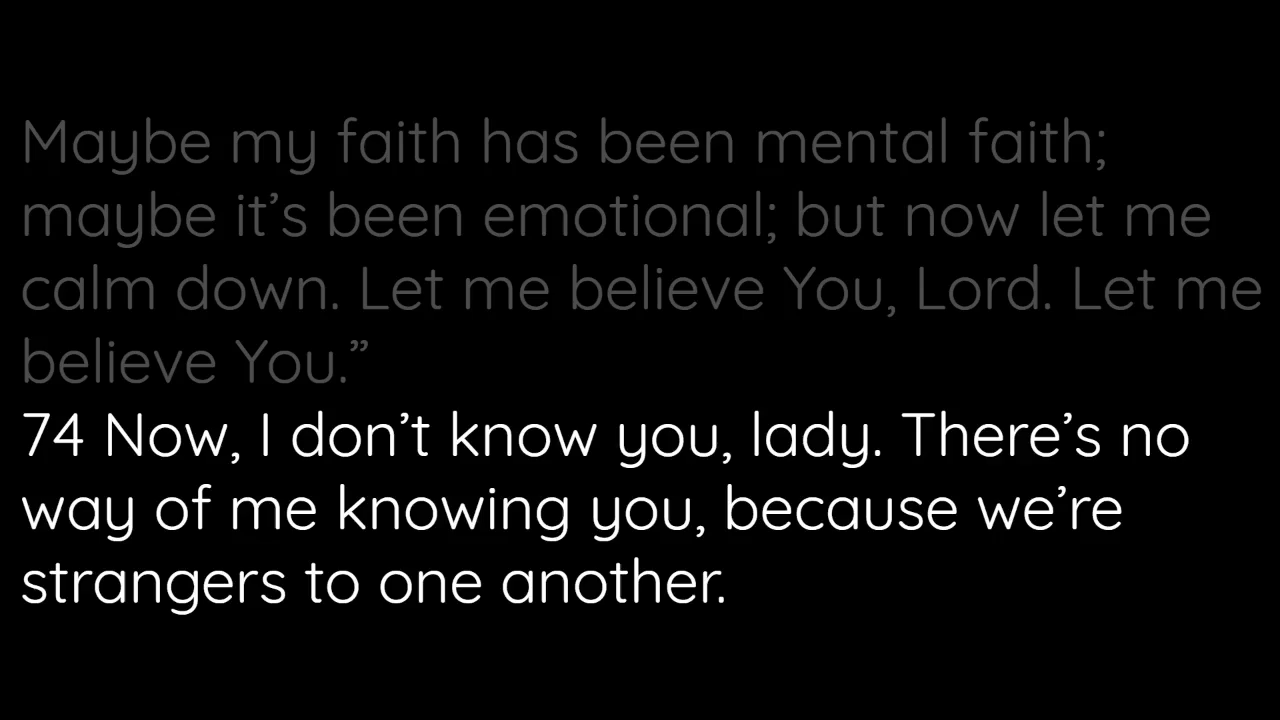 Maybe my faith has been mental faith;
maybe it’s been emotional; but now let me
calm down. Let me believe You, Lord. Let me
believe You.”
74 Now, I don’t know you, lady. There’s no
way of me knowing you, because we’re
strangers to one another.